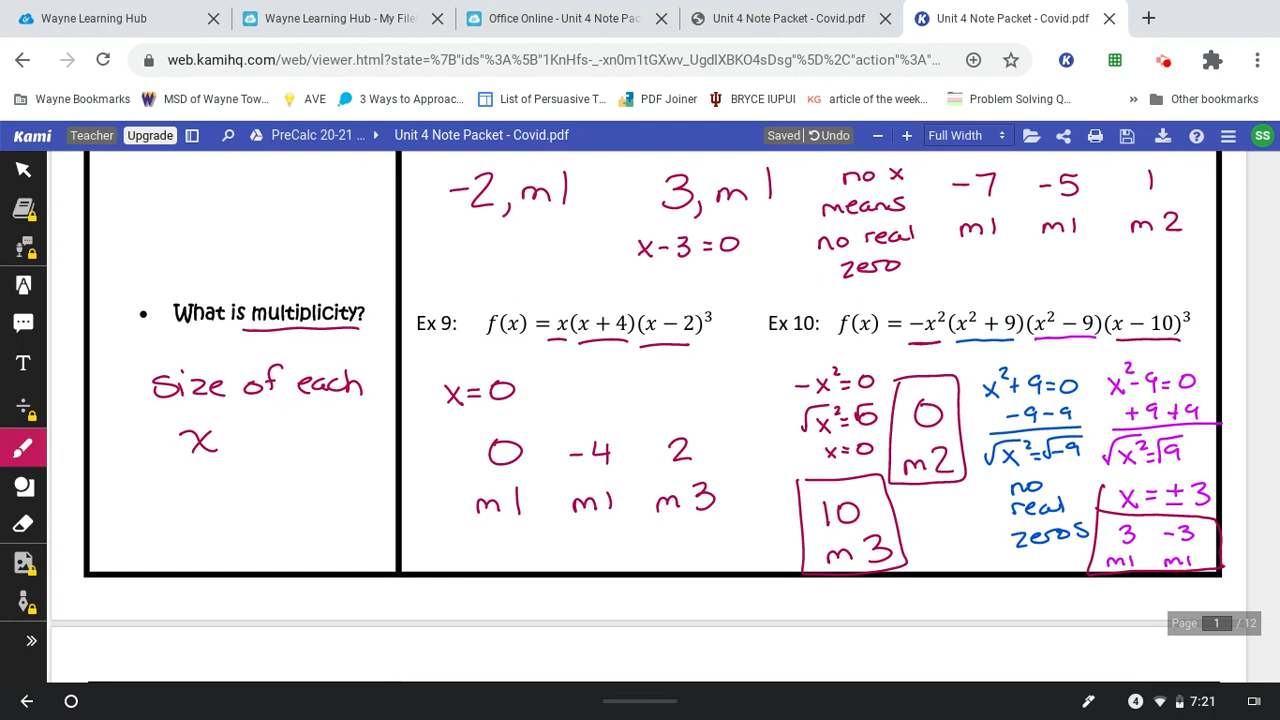 Wayne Learning Hub
Wayne Learning Hub - My File
Office Online - Unit 4 Note Pac
Unit 4 Note Packet - Covid.pdf
Unit 4 Note Packet - Covid.pdf
web.kamihq.com/web/viewer.html?state=%7B"ids"%3A%5B"1KnHfs-_-xn0m1tGXwv_UgdIXBKO4sDsg"%5D%2C"action"%3A"...
Wayne Bookmarks
MSD of Wayne Tow...
AVE
3 Ways to Approac...
List of Persuasive T...
PDF Joiner
BRYCE IUPUI
KG article of the week...
Problem Solving Q...
» Other bookmarks
Kami Teacher Upgrade
PreCalc 20-21 ...
Unit 4 Note Packet - Covid.pdf
Saved Undo
Full Width
SS
-2, m1 3, m1
x-3=0
no x
means
no real
zero
-7 -5 1
m1 m1 m2
• What is multiplicity?
size of each
x
Ex 9: f(x) = x(x + 4)(x − 2)³
x=0
0 -4 2
m1 m1 m3
Ex 10: f(x) = −x²(x² + 9)(x² − 9)(x − 10)³
-x²=0
√x²=√0
x=0
0
m2
10
m3
x²+9=0
-9 -9
√x²=√-9
no
real
zeros
x²-9=0
+9 +9
√x²=√9
x=±3
3 -3
m1 m1
Page 1 / 12
4 7:21